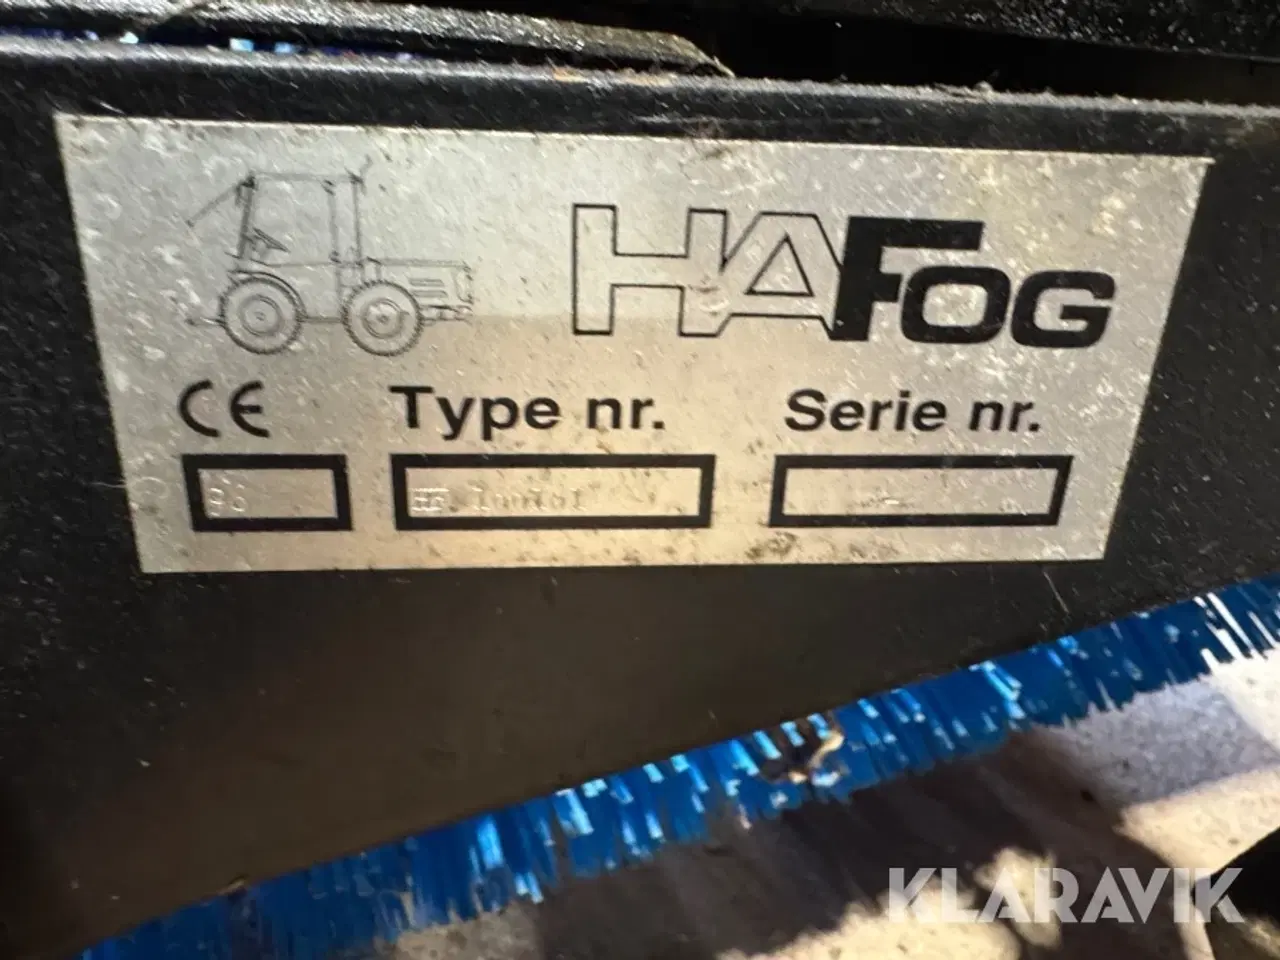 HAFOG
CE Type nr. Serie nr.
KLARAVIK